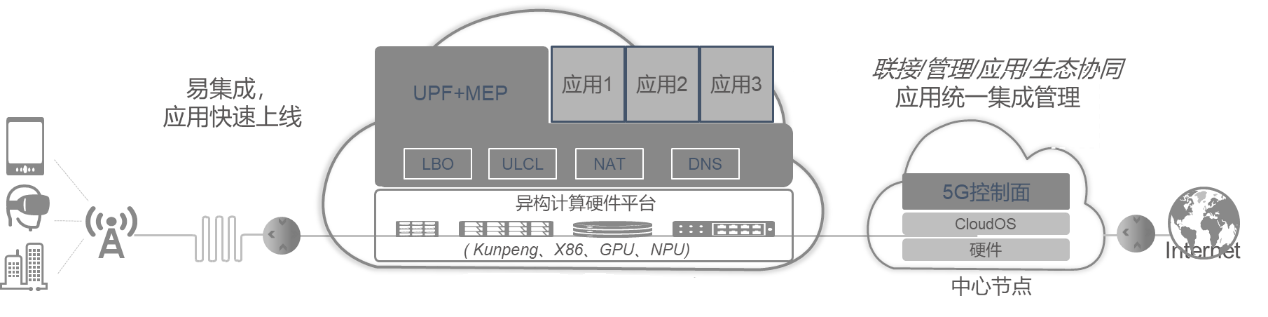 易集成，
应用快速上线
UPF+MEP
应用1
应用2
应用3
LBO
ULCL
NAT
DNS
异构计算硬件平台
( Kunpeng、X86、GPU、NPU)
联接/管理/应用/生态协同
应用统一集成管理
5G控制面
CloudOS
硬件
中心节点
Internet